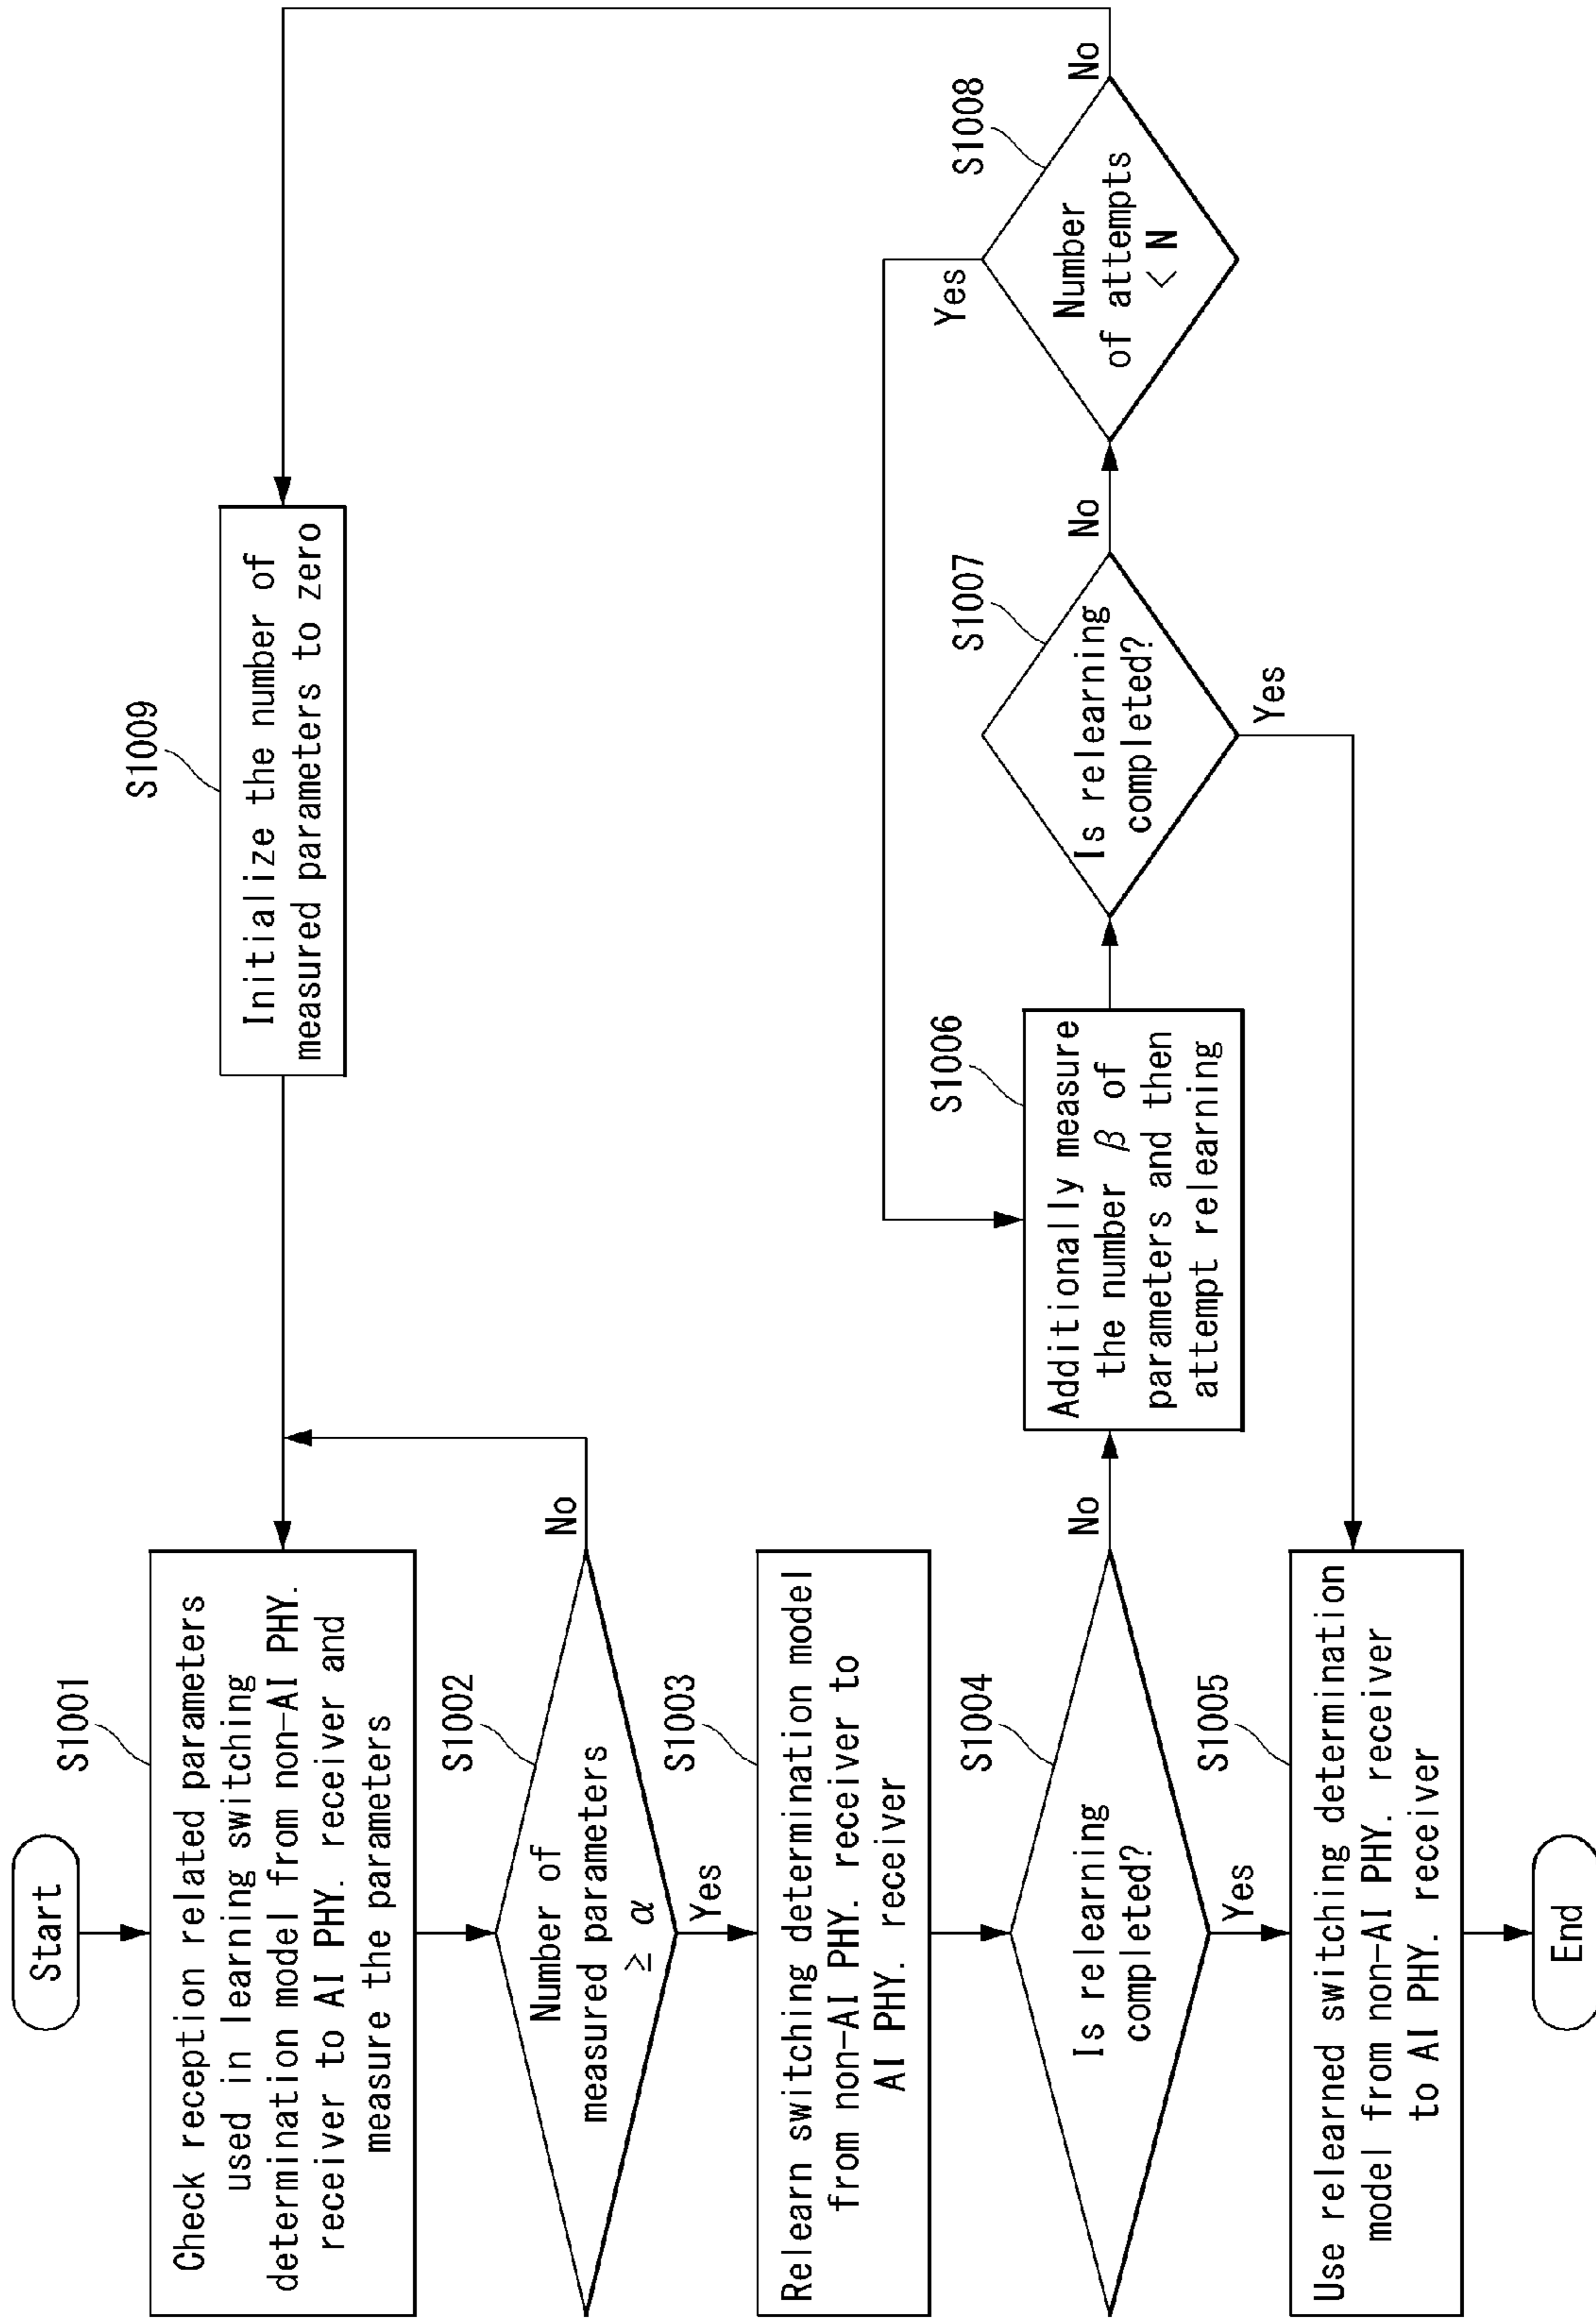 Start
S1001
Check reception related parameters
used in learning switching
determination model from non-AI PHY.
receiver to AI PHY. receiver and
measure the parameters
S1002
Number of
measured parameters
≥ α
No
Yes
S1003
Relearn switching determination model
from non-AI PHY. receiver to
AI PHY. receiver
S1004
Is relearning
completed?
No
Yes
S1005
Use relearned switching determination
model from non-AI PHY. receiver
to AI PHY. receiver
End
S1006
Additionally measure
the number β of
parameters and then
attempt relearning
S1007
Is relearning
completed?
No
Yes
S1008
Number
of attempts
< N
Yes
No
S1009
Initialize the number of
measured parameters to zero